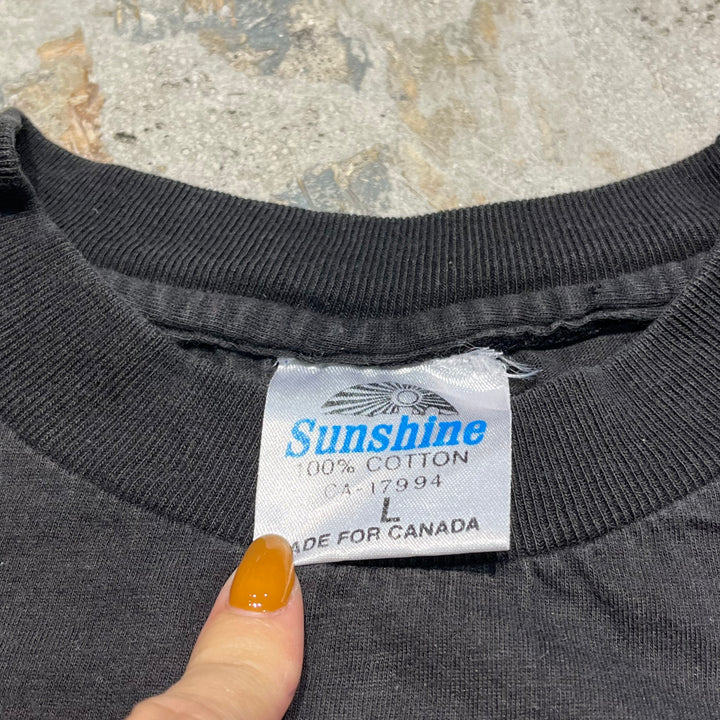 Sunshine
100% COTTON
CA-17994
L
ADE FOR CANADA